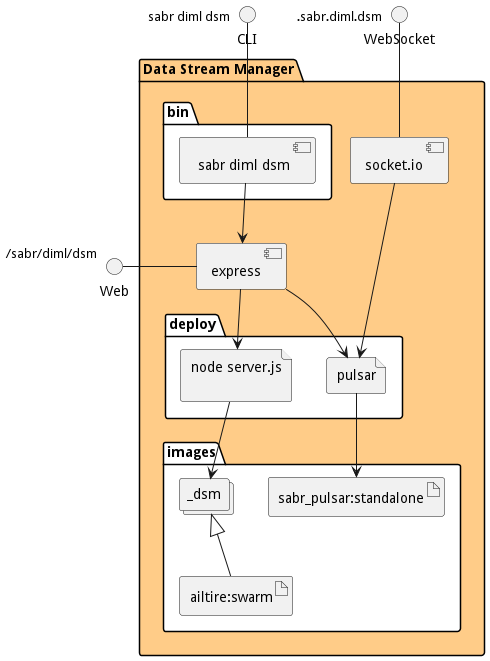 sabr diml dsm
.sabr.diml.dsm
CLI
WebSocket
Data Stream Manager
bin
sabr diml dsm
socket.io
/sabr/diml/dsm
Web
express
deploy
node server.js
pulsar
images
_dsm
sabr_pulsar:standalone
ailtire:swarm